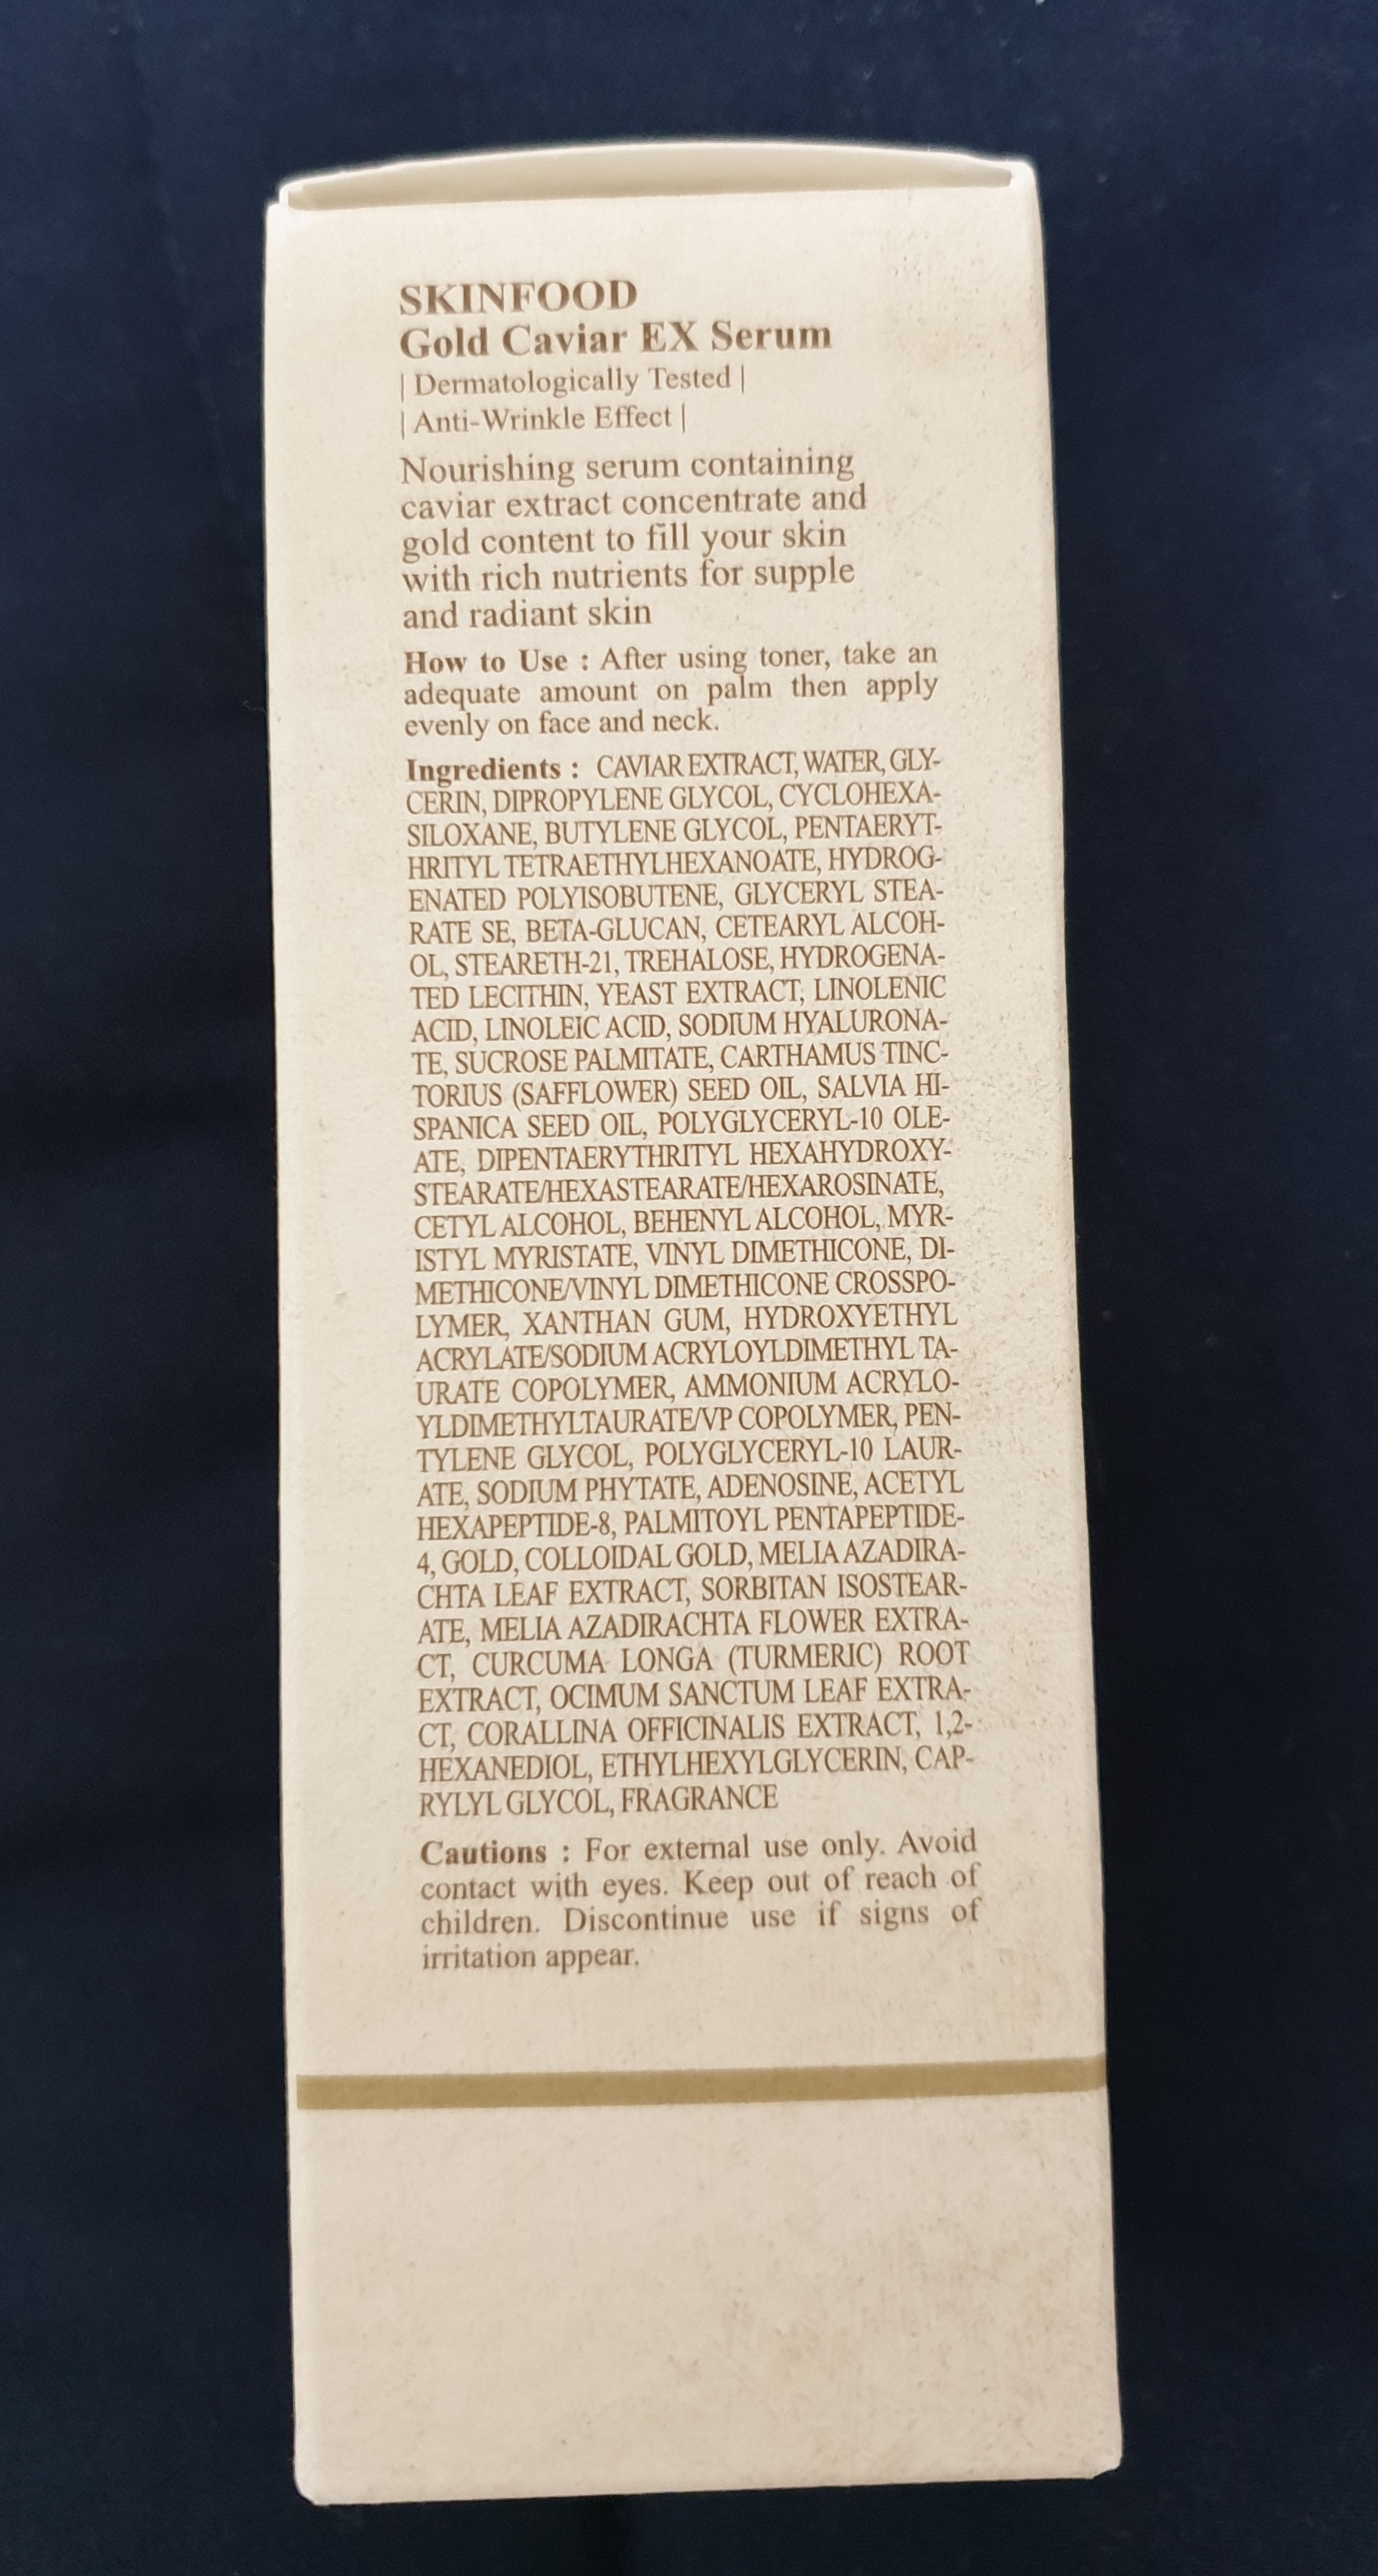 SKINFOOD
Gold Caviar EX Serum
| Dermatologically Tested |
| Anti-Wrinkle Effect |
Nourishing serum containing
caviar extract concentrate and
gold content to fill your skin
with rich nutrients for supple
and radiant skin
How to Use : After using toner, take an
adequate amount on palm then apply
evenly on face and neck.
Ingredients : CAVIAR EXTRACT, WATER, GLY-
CERIN, DIPROPYLENE GLYCOL, CYCLOHEXA-
SILOXANE, BUTYLENE GLYCOL, PENTAERYT-
HRITYL TETRAETHYLHEXANOATE, HYDROG-
ENATED POLYISOBUTENE, GLYCERYL STEA-
RATE SE, BETA-GLUCAN, CETEARYL ALCOH-
OL, STEARETH-21, TREHALOSE, HYDROGENA-
TED LECITHIN, YEAST EXTRACT, LINOLENIC
ACID, LINOLEIC ACID, SODIUM HYALURONA-
TE, SUCROSE PALMITATE, CARTHAMUS TINC-
TORIUS (SAFFLOWER) SEED OIL, SALVIA HI-
SPANICA SEED OIL, POLYGLYCERYL-10 OLE-
ATE, DIPENTAERYTHRITYL HEXAHYDROXY-
STEARATE/HEXASTEARATE/HEXAROSINATE,
CETYL ALCOHOL, BEHENYL ALCOHOL, MYR-
ISTYL MYRISTATE, VINYL DIMETHICONE, DI-
METHICONE/VINYL DIMETHICONE CROSSPO-
LYMER, XANTHAN GUM, HYDROXYETHYL
ACRYLATE/SODIUM ACRYLOYLDIMETHYL TA-
URATE COPOLYMER, AMMONIUM ACRYLO-
YLDIMETHYLTAURATE/VP COPOLYMER, PEN-
TYLENE GLYCOL, POLYGLYCERYL-10 LAUR-
ATE, SODIUM PHYTATE, ADENOSINE, ACETYL
HEXAPEPTIDE-8, PALMITOYL PENTAPEPTIDE-
4, GOLD, COLLOIDAL GOLD, MELIA AZADIRA-
CHTA LEAF EXTRACT, SORBITAN ISOSTEAR-
ATE, MELIA AZADIRACHTA FLOWER EXTRA-
CT, CURCUMA LONGA (TURMERIC) ROOT
EXTRACT, OCIMUM SANCTUM LEAF EXTRA-
CT, CORALLINA OFFICINALIS EXTRACT, 1,2-
HEXANEDIOL, ETHYLHEXYLGLYCERIN, CAP-
RYLYL GLYCOL, FRAGRANCE
Cautions : For external use only. Avoid
contact with eyes. Keep out of reach of
children. Discontinue use if signs of
irritation appear.